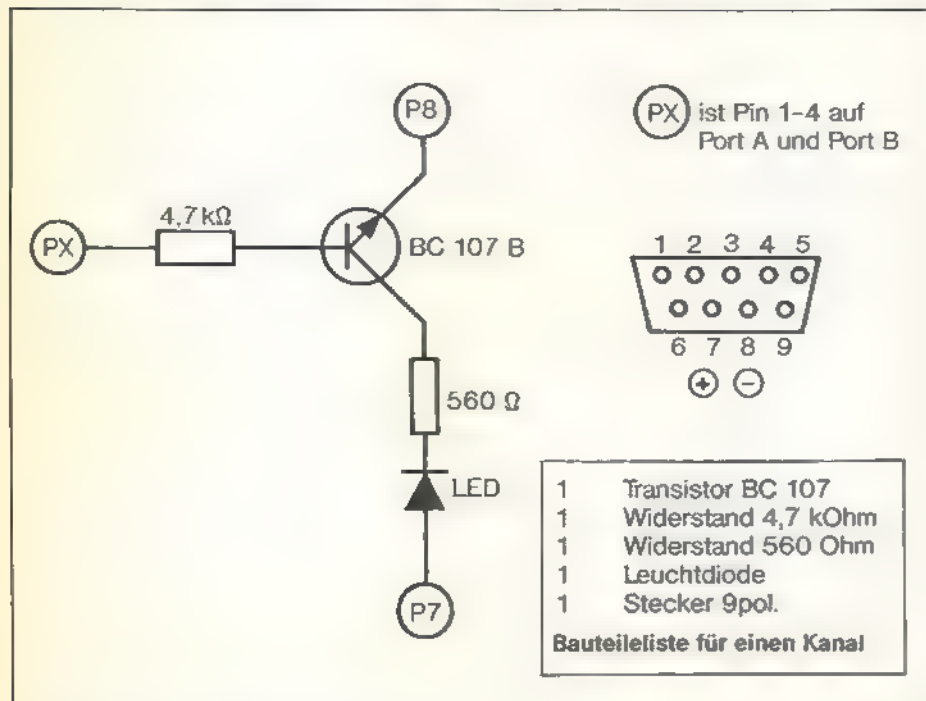 P8
PX ist Pin 1-4 auf
Port A und Port B
4,7 kΩ
PX
BC 107 B
1 2 3 4 5
6 7 8 9
+ -
560 Ω
LED
P7
1 Transistor BC 107
1 Widerstand 4,7 kOhm
1 Widerstand 560 Ohm
1 Leuchtdiode
1 Stecker 9pol.
Bauteileliste für einen Kanal